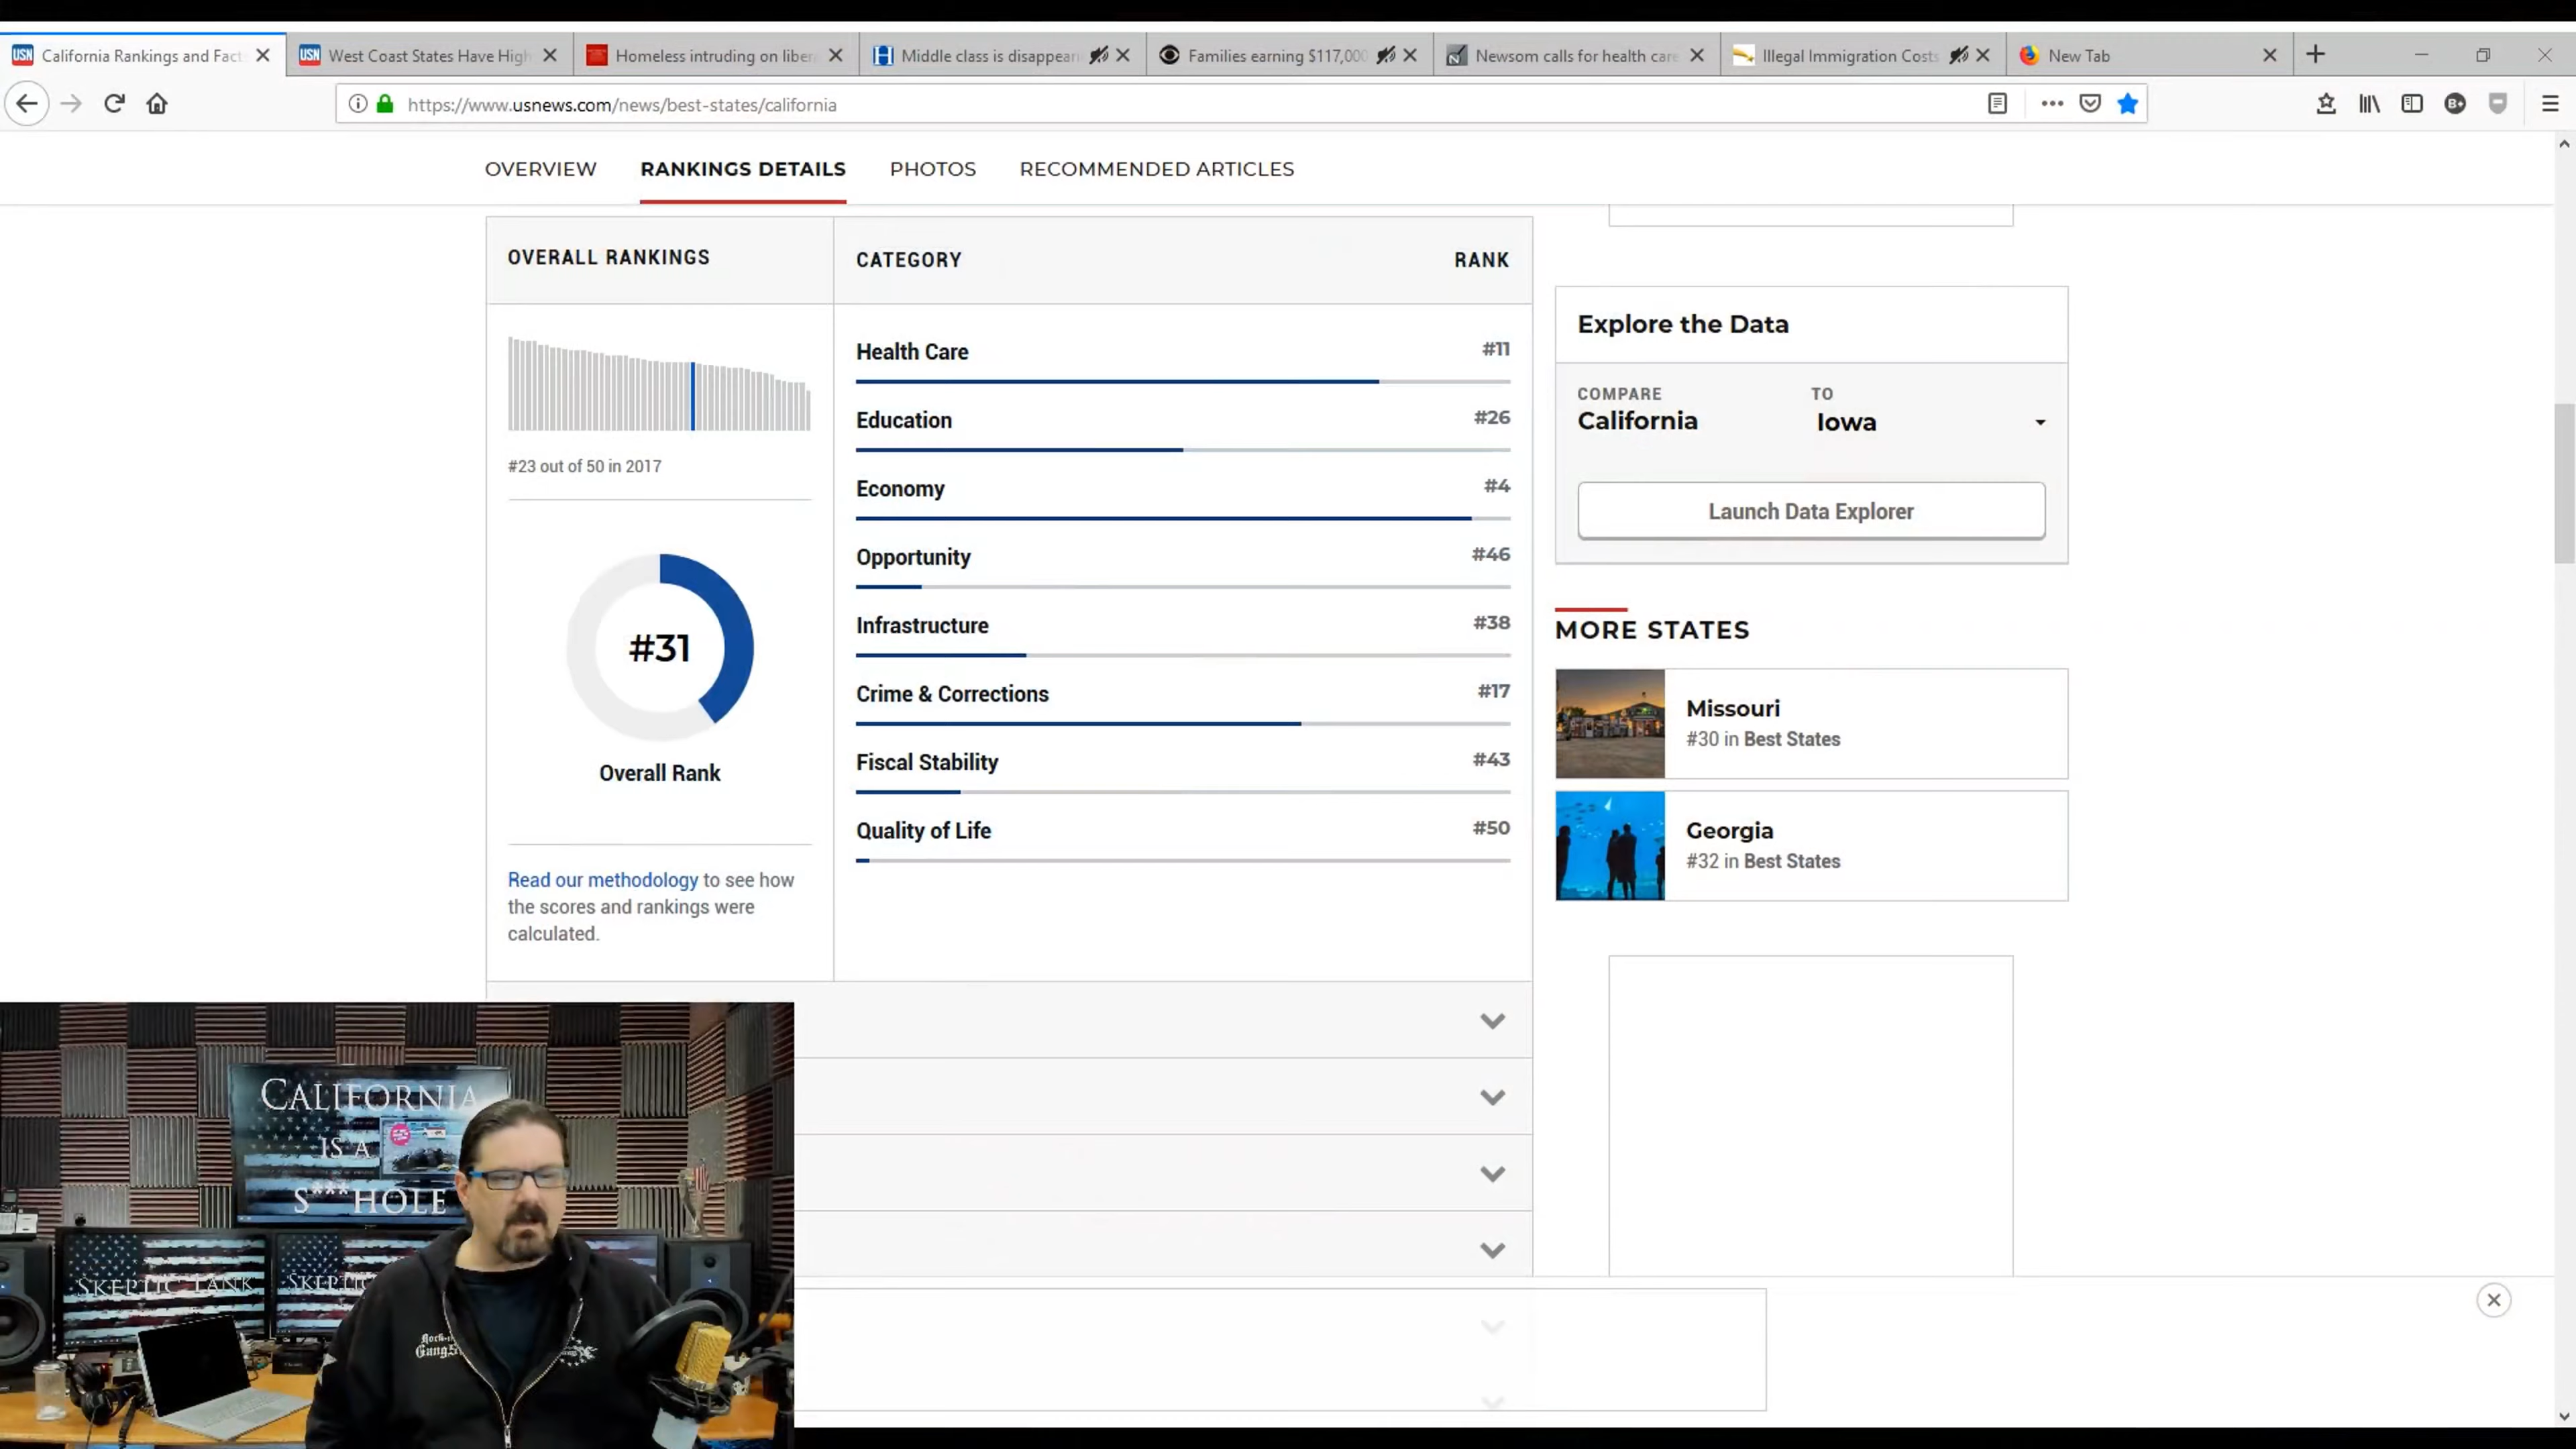 USN California Rankings and Fact
USN West Coast States Have High
Homeless intruding on liber
H Middle class is disappeari
Families earning $117,000
Newsom calls for health care
Illegal Immigration Costs
New Tab
https://www.usnews.com/news/best-states/california
OVERVIEW RANKINGS DETAILS PHOTOS RECOMMENDED ARTICLES
OVERALL RANKINGS
#23 out of 50 in 2017
#31
Overall Rank
Read our methodology to see how
the scores and rankings were
calculated.
CATEGORY RANK
Health Care #11
Education #26
Economy #4
Opportunity #46
Infrastructure #38
Crime & Corrections #17
Fiscal Stability #43
Quality of Life #50
Explore the Data
COMPARE TO
California Iowa
Launch Data Explorer
MORE STATES
Missouri
#30 in Best States
Georgia
#32 in Best States
CALIFORNIA
IS A
S***HOLE
SKEPTIC TANK
SKEPTIC